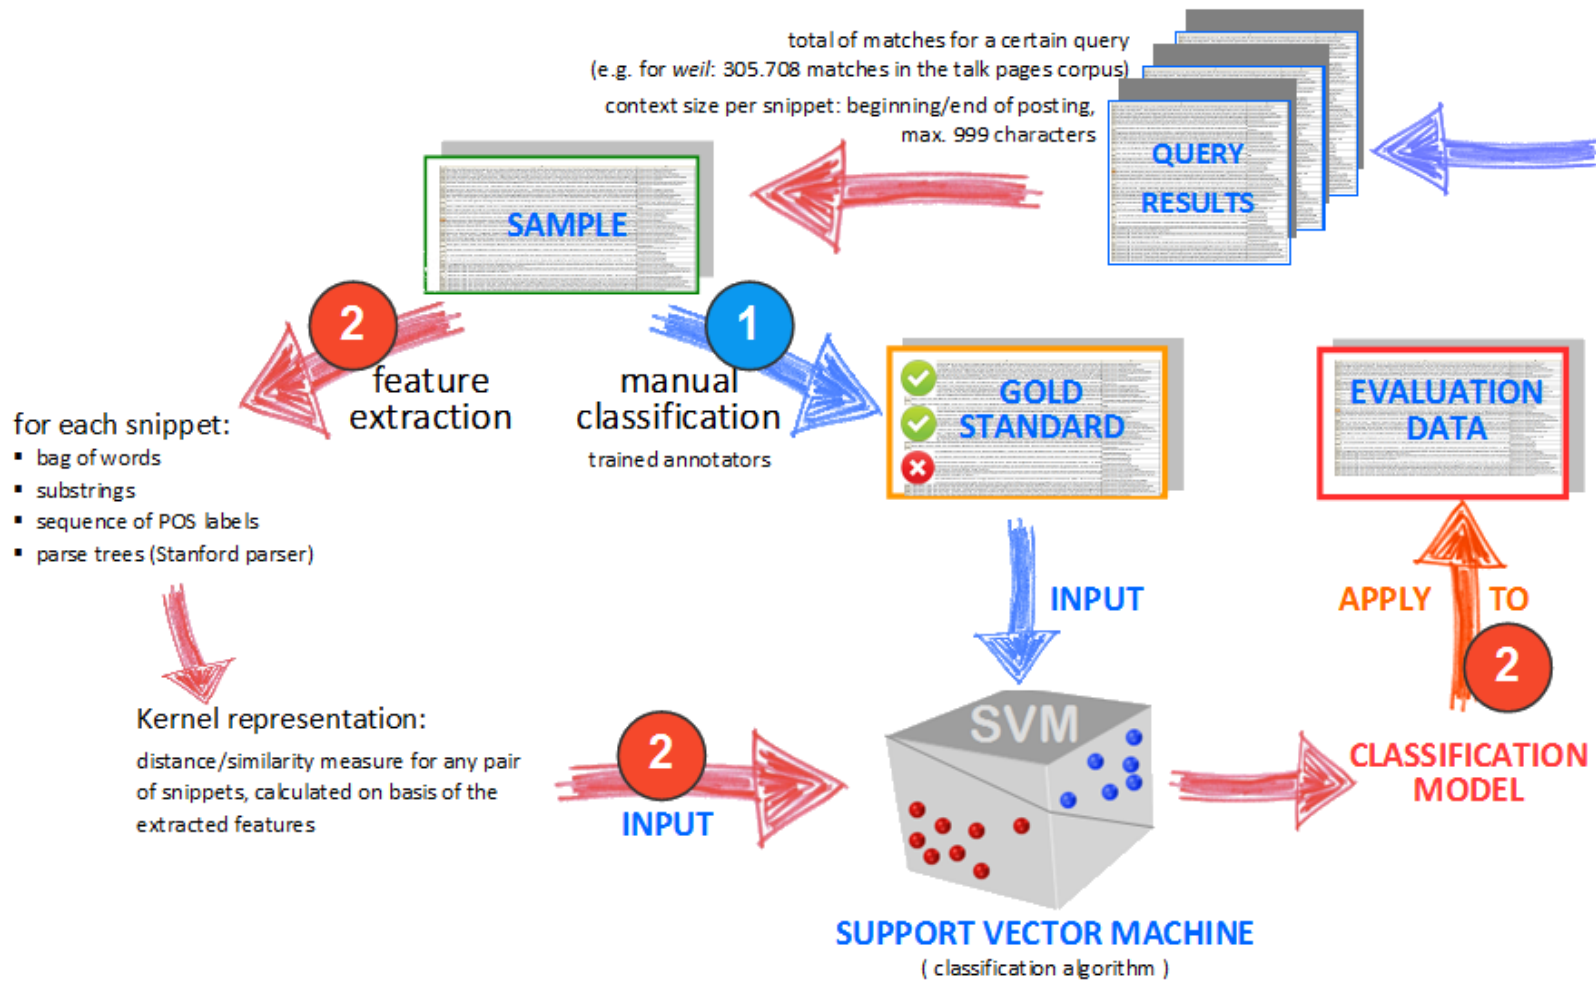 total of matches for a certain query
(e.g. for weil: 305.708 matches in the talk pages corpus)
context size per snippet: beginning/end of posting,
max. 999 characters
QUERY
RESULTS
SAMPLE
2
feature
extraction
1
manual
classification
trained annotators
GOLD
STANDARD
EVALUATION
DATA
for each snippet:
▪ bag of words
▪ substrings
▪ sequence of POS labels
▪ parse trees (Stanford parser)
INPUT
APPLY TO
2
Kernel representation:
distance/similarity measure for any pair
of snippets, calculated on basis of the
extracted features
2
INPUT
SVM
CLASSIFICATION
MODEL
SUPPORT VECTOR MACHINE
( classification algorithm )